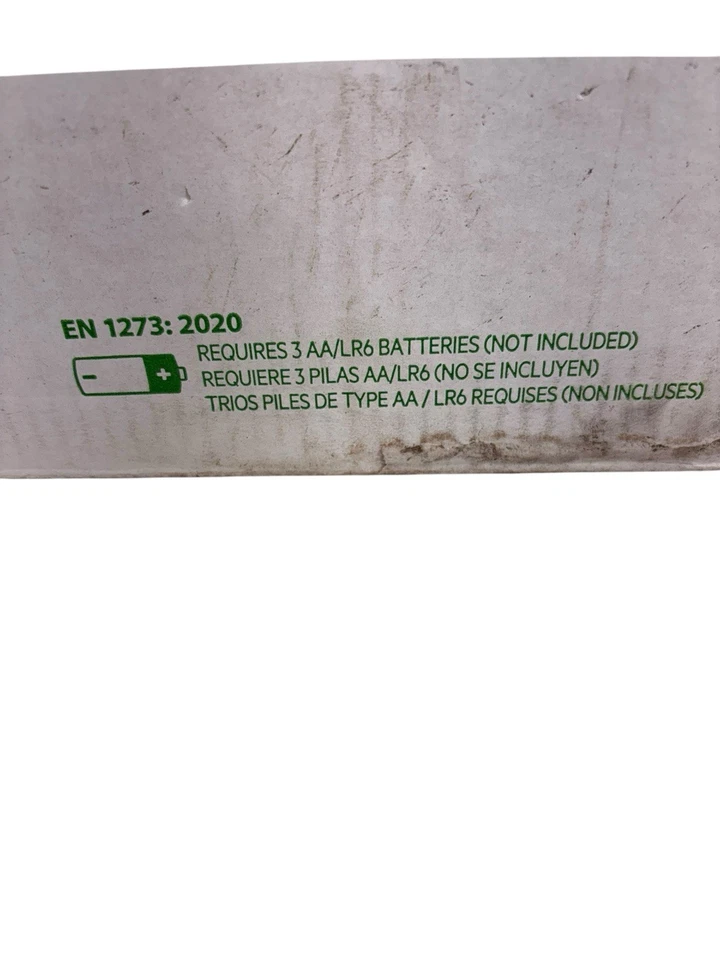 EN 1273: 2020
REQUIRES 3 AA/LR6 BATTERIES (NOT INCLUDED)
REQUIERE 3 PILAS AA/LR6 (NO SE INCLUYEN)
TRIOS PILES DE TYPE AA / LR6 REQUISES (NON INCLUSES)